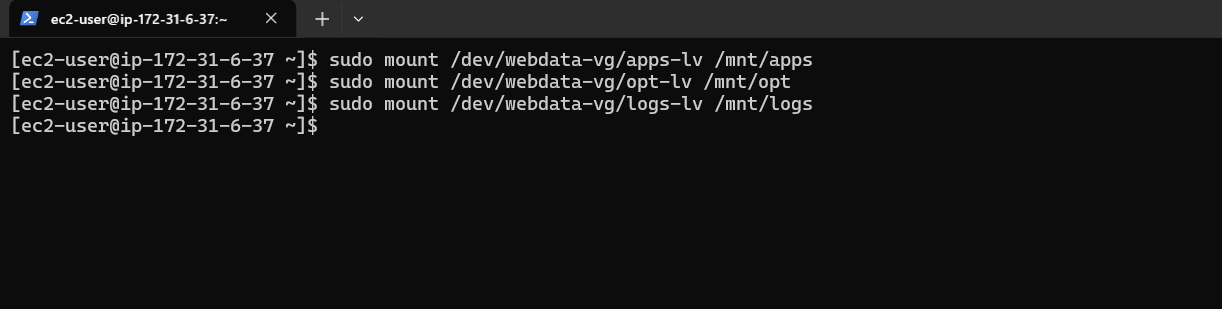 ec2-user@ip-172-31-6-37:~
[ec2-user@ip-172-31-6-37 ~]$ sudo mount /dev/webdata-vg/apps-lv /mnt/apps
[ec2-user@ip-172-31-6-37 ~]$ sudo mount /dev/webdata-vg/opt-lv /mnt/opt
[ec2-user@ip-172-31-6-37 ~]$ sudo mount /dev/webdata-vg/logs-lv /mnt/logs
[ec2-user@ip-172-31-6-37 ~]$